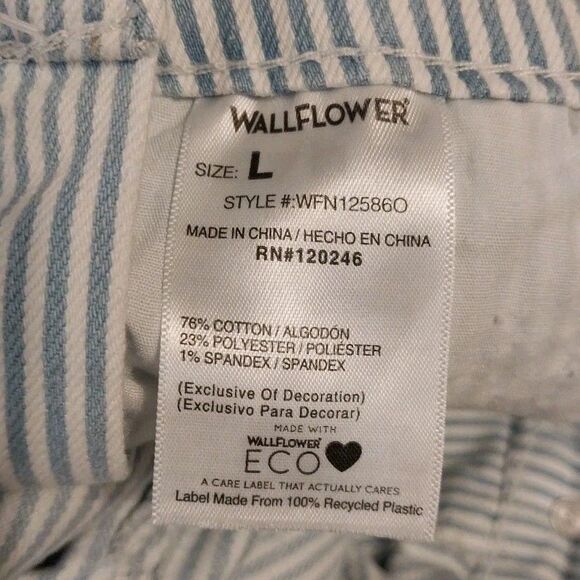 WALLFLOWER
SIZE: L
STYLE #:WFN12586O
MADE IN CHINA / HECHO EN CHINA
RN#120246
76% COTTON / ALGODÓN
23% POLYESTER / POLIÉSTER
1% SPANDEX / SPANDEX
(Exclusive Of Decoration)
(Exclusivo Para Decorar)
MADE WITH
WALLFLOWER
ECO
A CARE LABEL THAT ACTUALLY CARES
Label Made From 100% Recycled Plastic